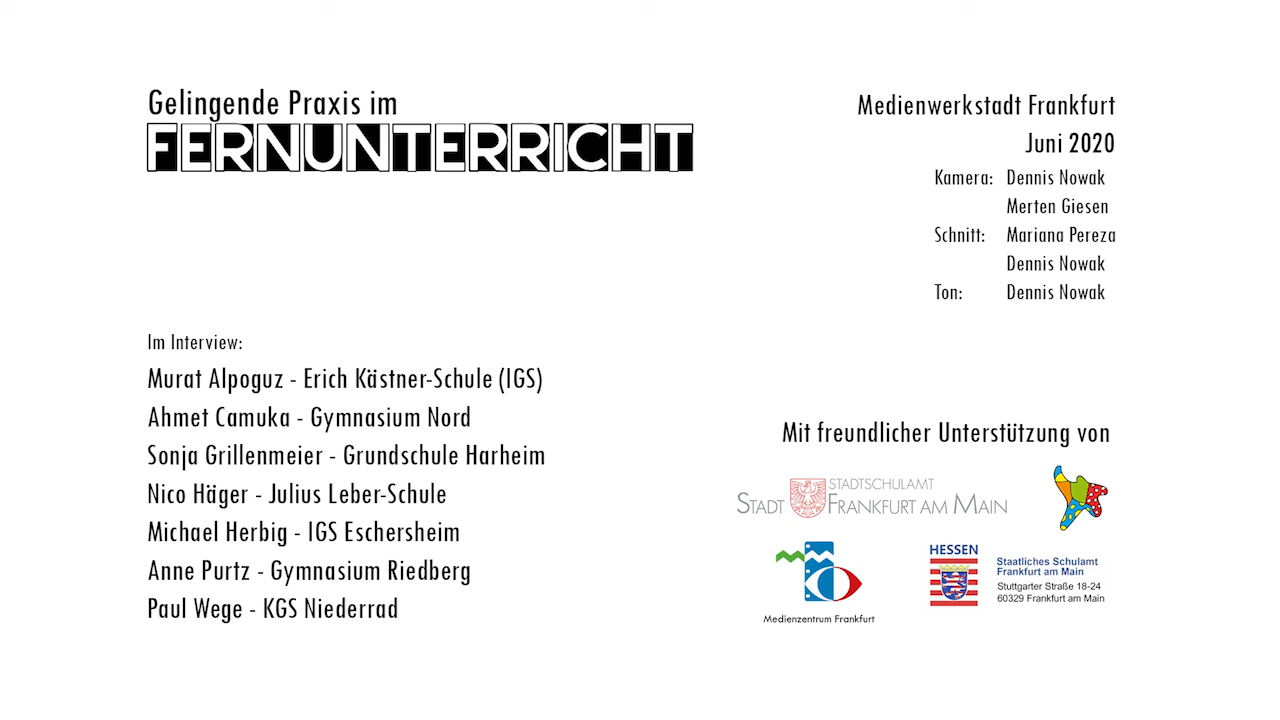 Gelingende Praxis im
FERNUNTERRICHT
Medienwerkstadt Frankfurt
Juni 2020
Kamera: Dennis Nowak
Merten Giesen
Schnitt: Mariana Pereza
Dennis Nowak
Ton: Dennis Nowak
Im Interview:
Murat Alpoguz - Erich Kästner-Schule (IGS)
Ahmet Camuka - Gymnasium Nord
Sonja Grillenmeier - Grundschule Harheim
Nico Häger - Julius Leber-Schule
Michael Herbig - IGS Eschersheim
Anne Purtz - Gymnasium Riedberg
Paul Wege - KGS Niederrad
Mit freundlicher Unterstützung von
STADTSCHULAMT
STADT FRANKFURT AM MAIN
Medienzentrum Frankfurt
HESSEN
Staatliches Schulamt
Frankfurt am Main
Stuttgarter Straße 18-24
60329 Frankfurt am Main